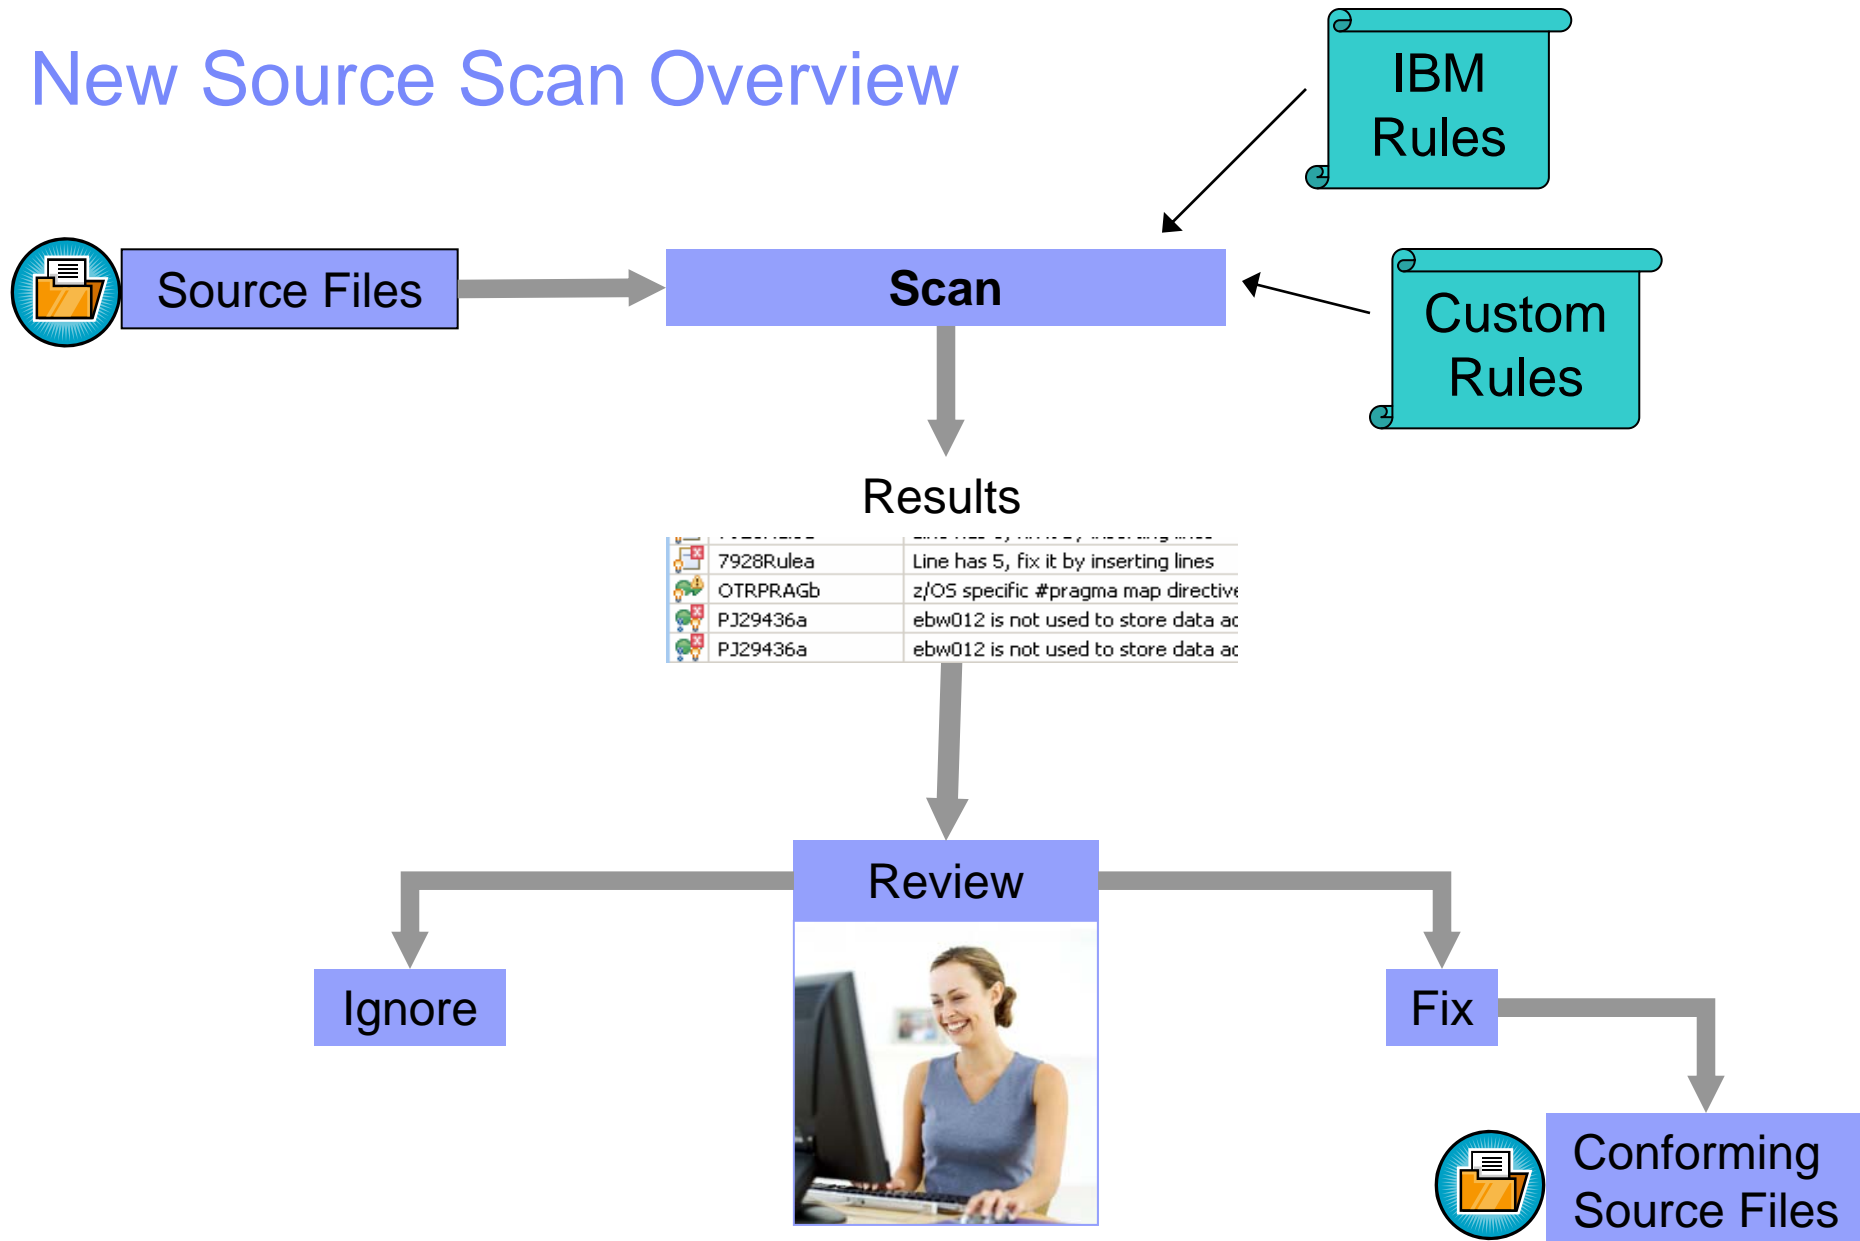 New Source Scan Overview
IBM
Rules
Source Files
Scan
Custom
Rules
Results
7928Rulea Line has 5, fix it by inserting lines
OTRPRAGb z/OS specific #pragma map directive
PJ29436a ebw012 is not used to store data
PJ29436a ebw012 is not used to store data
Review
Ignore
Fix
Conforming
Source Files